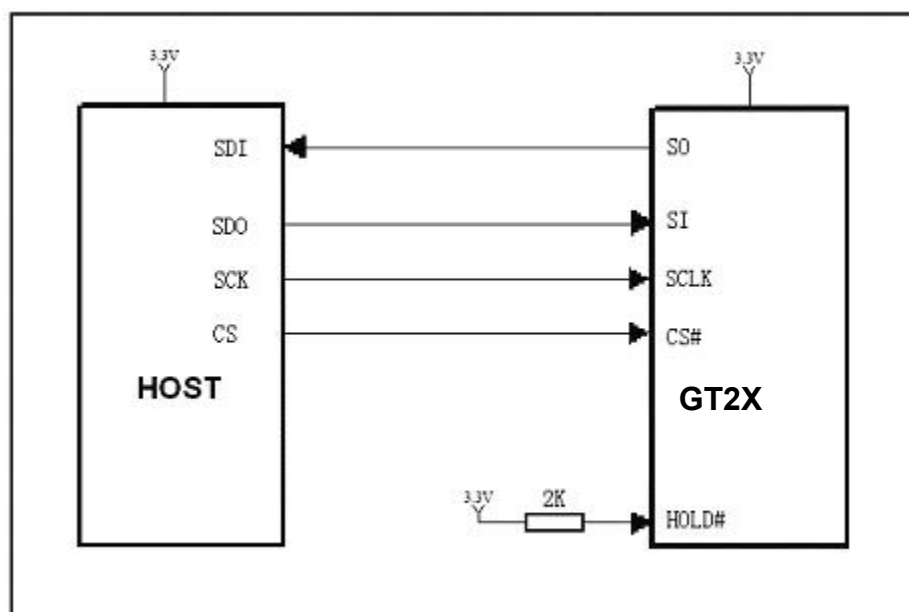 3.3V 3.3V
SDI SO
SDO SI
SCK SCLK
CS CS#
HOST GT2X
3.3V 2K HOLD#